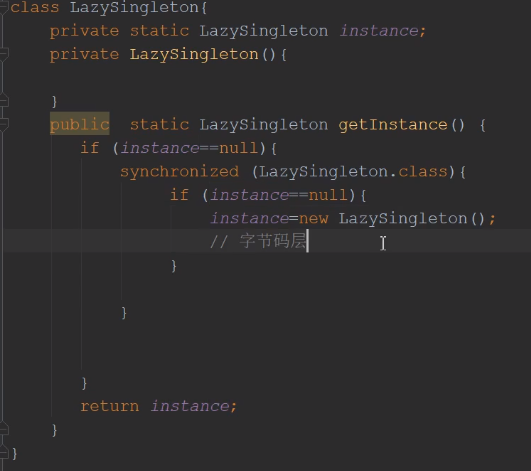 class LazySingleton{
private static LazySingleton instance;
private LazySingleton(){
}
public  static LazySingleton getInstance() {
if (instance==null){
synchronized (LazySingleton.class){
if (instance==null){
instance=new LazySingleton();
// 字节码层
}
}
}
return instance;
}
}